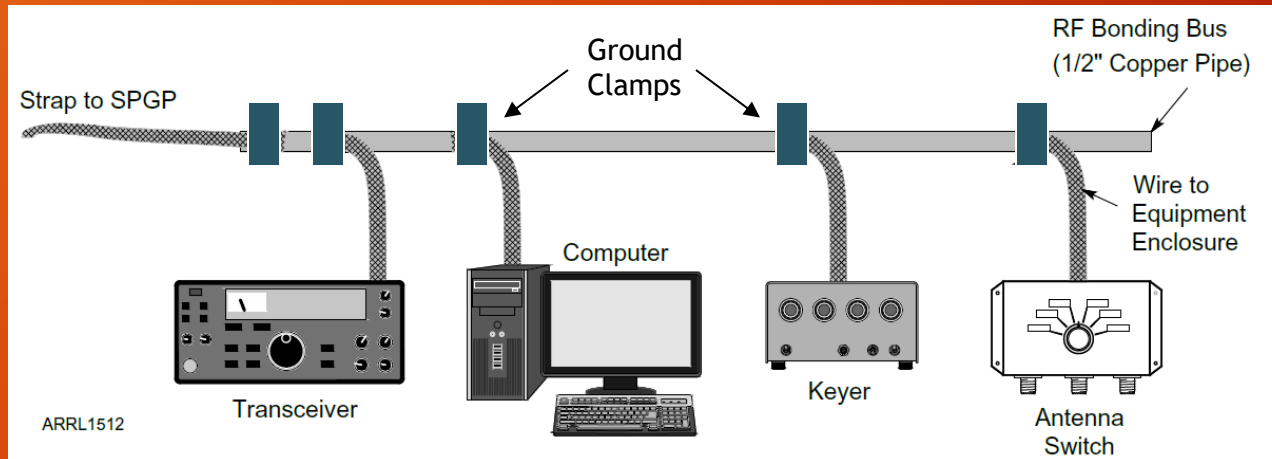 Ground
Clamps
RF Bonding Bus
(1/2" Copper Pipe)
Strap to SPGP
Wire to
Equipment
Enclosure
Computer
Transceiver
Keyer
Antenna
Switch
ARRL1512